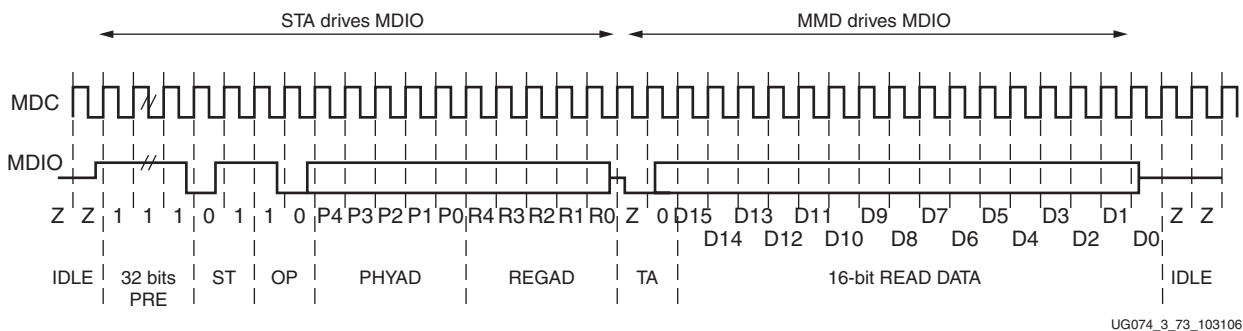 STA drives MDIO MMD drives MDIO
MDC
MDIO
Z Z 1 1 1 0 1 1 0 P4 P3 P2 P1 P0 R4 R3 R2 R1 R0 Z 0 D15 D13 D11 D9 D7 D5 D3 D1 Z Z
D14 D12 D10 D8 D6 D4 D2 D0
IDLE 32 bits ST OP PHYAD REGAD TA 16-bit READ DATA IDLE
PRE
UG074_3_73_103106